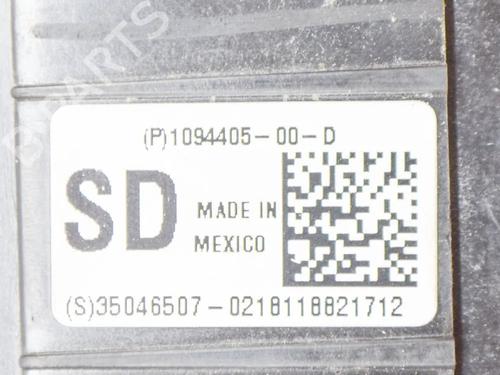 (P)1094405-00-D
SD
MADE IN
MEXICO
(S)35046507-0218118821712